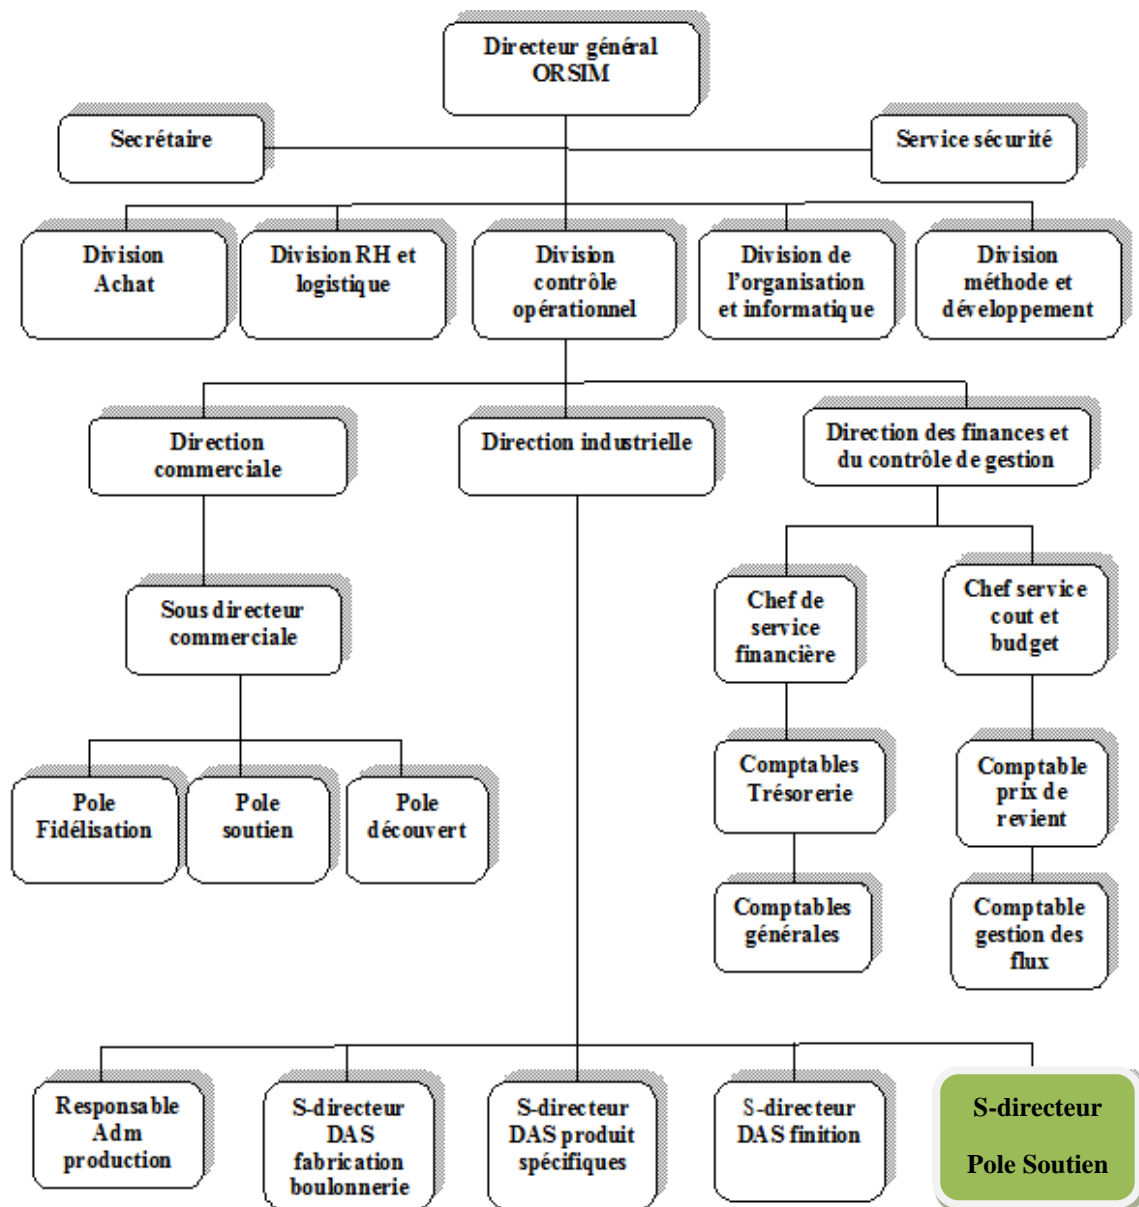 Directeur général
ORSIM
Secrétaire
Service sécurité
Division
Achat
Division RH et
logistique
Division
contrôle
opérationnel
Division de
l'organisation
et informatique
Division
méthode et
développement
Direction
commerciale
Direction industrielle
Direction des finances et
du contrôle de gestion
Sous directeur
commerciale
Chef de
service
financière
Chef service
cout et
budget
Pole
Fidélisation
Pole
soutien
Pole
découvert
Comptables
Trésorerie
Comptable
prix de
revient
Comptables
générales
Comptable
gestion des
flux
Responsable
Adm
production
S-directeur
DAS
fabrication
boulonnerie
S-directeur
DAS produit
spécifiques
S-directeur
DAS finition
S-directeur
Pole Soutien